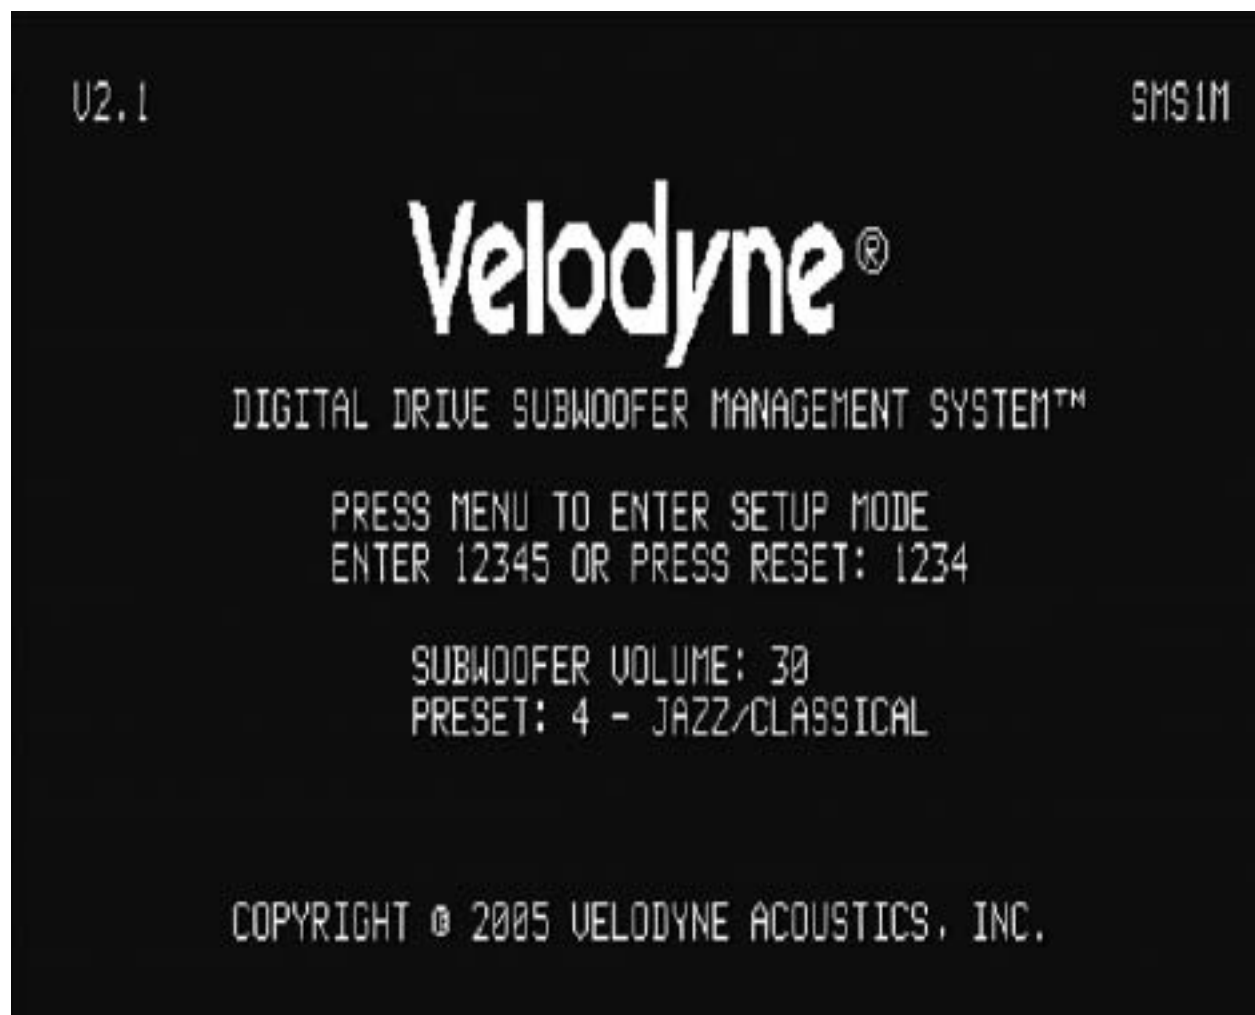 V2.1 SMS1M
Velodyne®
DIGITAL DRIVE SUBWOOFER MANAGEMENT SYSTEM™
PRESS MENU TO ENTER SETUP MODE
ENTER 12345 OR PRESS RESET: 1234
SUBWOOFER VOLUME: 30
PRESET: 4 - JAZZ/CLASSICAL
COPYRIGHT © 2005 VELODYNE ACOUSTICS, INC.